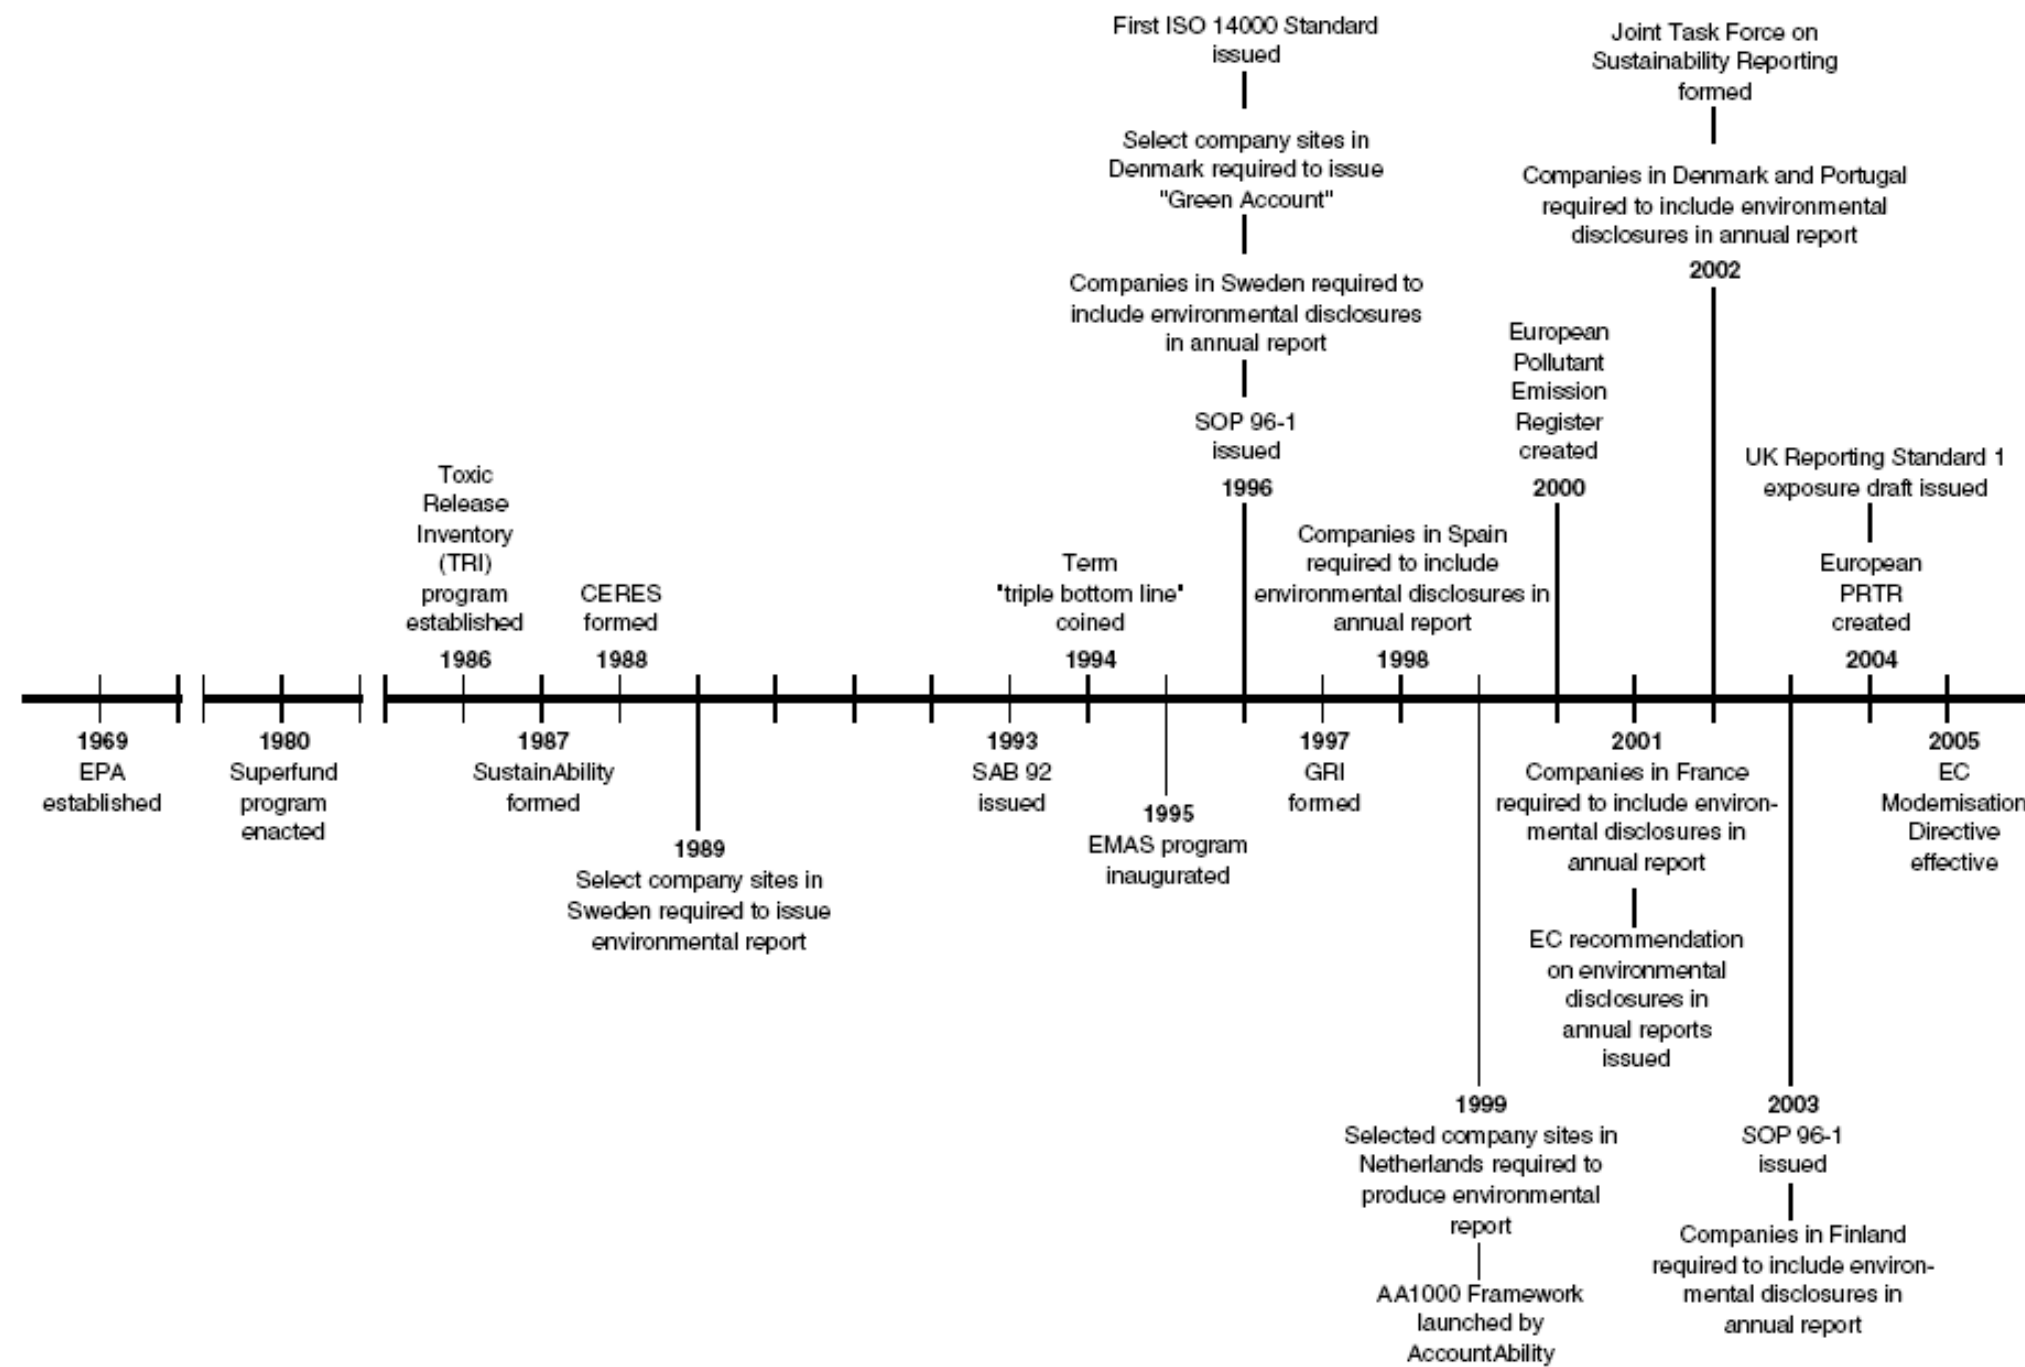 First ISO 14000 Standard
issued
Select company sites in
Denmark required to issue
"Green Account"
Companies in Sweden required to
include environmental disclosures
in annual report
SOP 96-1
issued
1996
Joint Task Force on
Sustainability Reporting
formed
Companies in Denmark and Portugal
required to include environmental
disclosures in annual report
2002
European
Pollutant
Emission
Register
created
2000
UK Reporting Standard 1
exposure draft issued
European
PRTR
created
2004
Toxic
Release
Inventory
(TRI)
program
established
1986
CERES
formed
1988
Term
"triple bottom line"
coined
1994
Companies in Spain
required to include
environmental disclosures in
annual report
1998
1969
EPA
established
1980
Superfund
program
enacted
1987
SustainAbility
formed
1989
Select company sites in
Sweden required to issue
environmental report
1993
SAB 92
issued
1995
EMAS program
inaugurated
1997
GRI
formed
2001
Companies in France
required to include environ-
mental disclosures in
annual report
EC recommendation
on environmental
disclosures in
annual reports
issued
2005
EC
Modernisation
Directive
effective
1999
Selected company sites in
Netherlands required to
produce environmental
report
AA1000 Framework
launched by
AccountAbility
2003
SOP 96-1
issued
Companies in Finland
required to include environ-
mental disclosures in
annual report